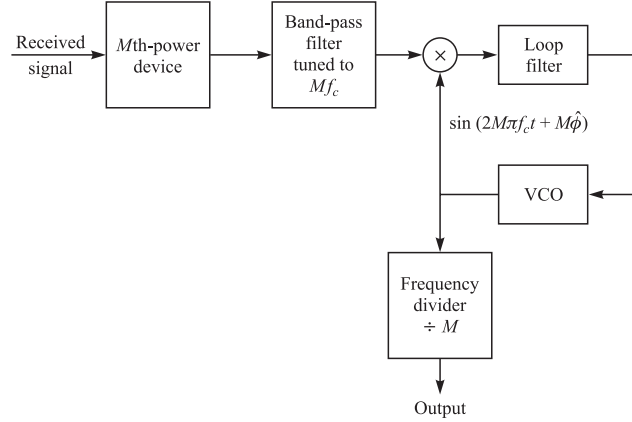 Received
signal
Mth-power
device
Band-pass
filter
tuned to
Mf_c
×
Loop
filter
sin (2Mπf_ct + Mφ̂)
VCO
Frequency
divider
÷ M
Output